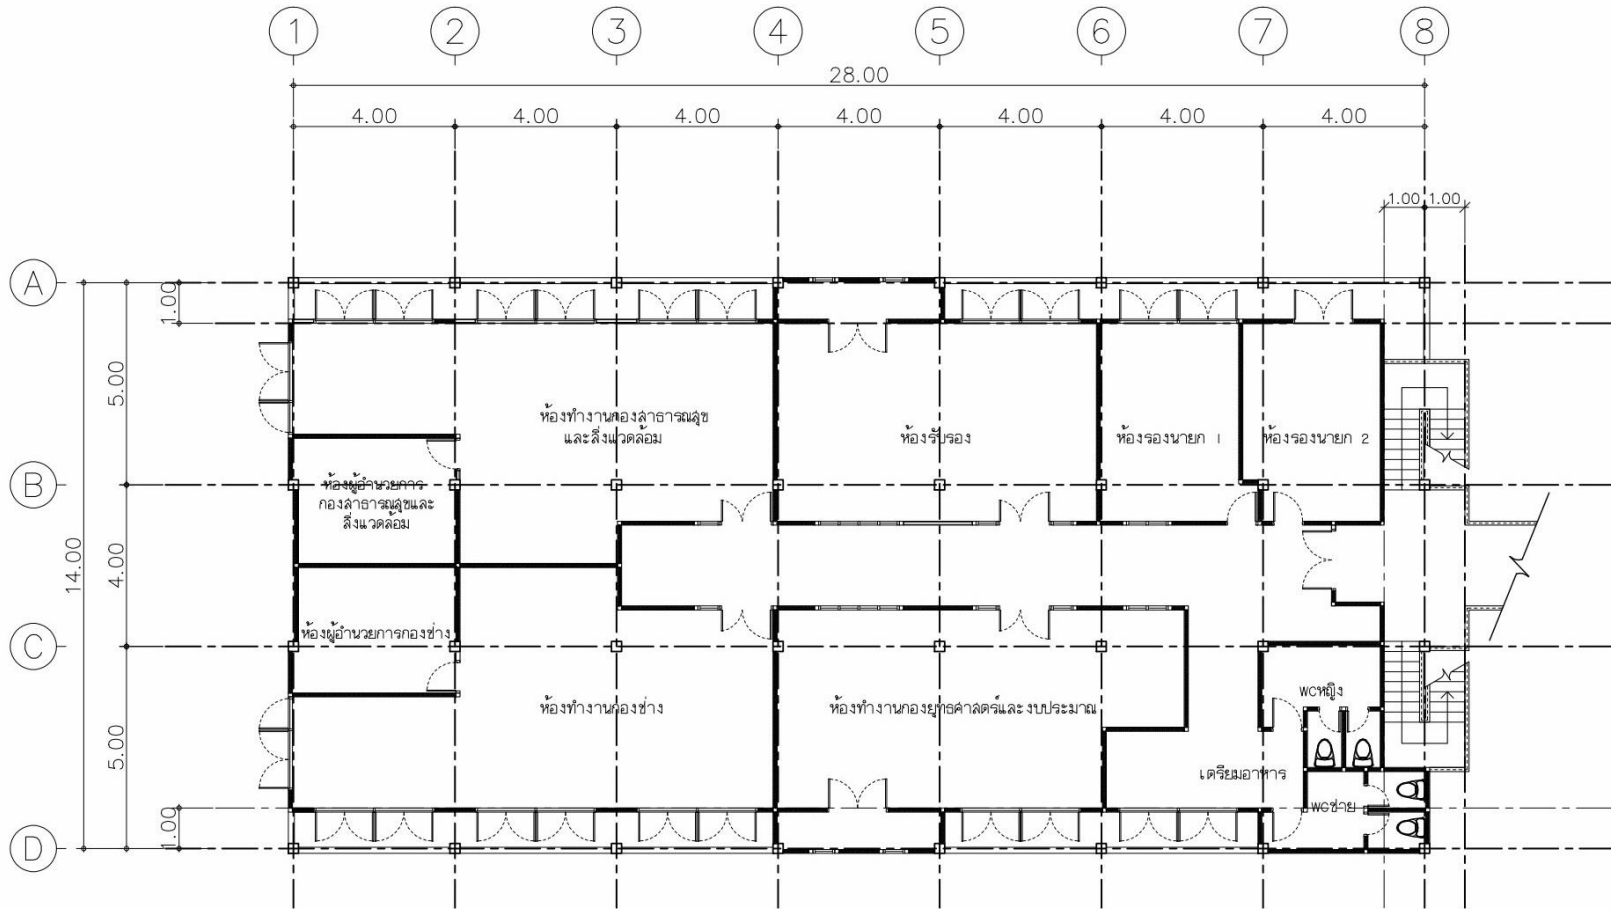 1 2 3 4 5 6 7 8
28.00
4.00 4.00 4.00 4.00 4.00 4.00 4.00
1.00 1.00
A
1.00
5.00
ห้องทำงานกองสาธารณสุข
และสิ่งแวดล้อม
ห้องรับรอง
ห้องรองนายก 1
ห้องรองนายก 2
B
ห้องผู้อำนวยการ
กองสาธารณสุขและ
สิ่งแวดล้อม
14.00
4.00
C
ห้องผู้อำนวยการกองช่าง
ห้องทำงานกองช่าง
ห้องทำงานกองยุทธศาสตร์และงบประมาณ
WCหญิง
5.00
เตรียมอาหาร
WCชาย
1.00
D